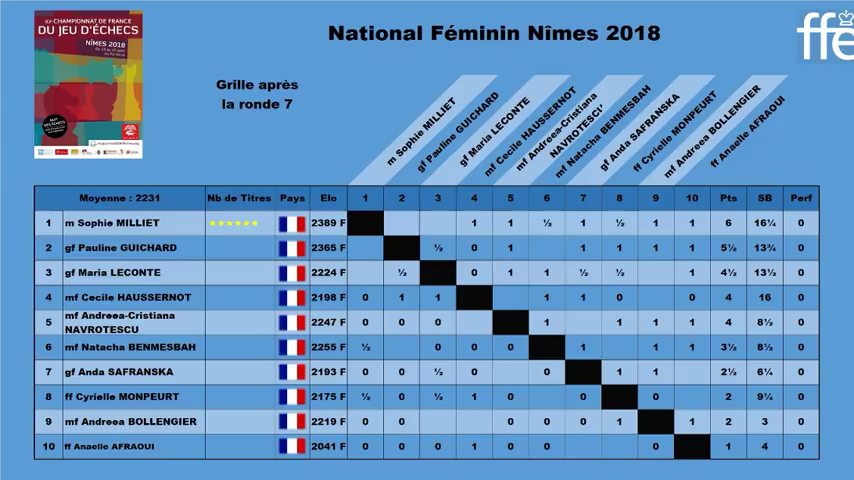 93e CHAMPIONNAT DE FRANCE
DU JEU D'ÉCHECS
NÎMES 2018
National Féminin Nîmes 2018
ffe
Grille après
la ronde 7
m Sophie MILLIET
gf Pauline GUICHARD
gf Maria LECONTE
mf Cecile HAUSSERNOT
mf Andreea-Cristiana
NAVROTESCU
mf Natacha BENMESBAH
gf Anda SAFRANSKA
ff Cyrielle MONPEURT
mf Andreea BOLLENGIER
ff Anaelle AFRAOUI
Moyenne : 2231 Nb de Titres Pays Elo 1 2 3 4 5 6 7 8 9 10 Pts SB Perf
1 m Sophie MILLIET ★★★★★★ 2389 F 1 1 ½ 1 ½ 1 1 6 16¼ 0
2 gf Pauline GUICHARD 2365 F ½ 0 1 1 1 1 1 5½ 13¾ 0
3 gf Maria LECONTE 2224 F ½ 0 1 1 ½ ½ 1 4½ 13½ 0
4 mf Cecile HAUSSERNOT 2198 F 0 1 1 1 1 0 0 4 16 0
5 mf Andreea-Cristiana
NAVROTESCU 2247 F 0 0 0 1 1 1 1 4 8½ 0
6 mf Natacha BENMESBAH 2255 F ½ 0 0 0 1 1 1 3½ 8½ 0
7 gf Anda SAFRANSKA 2193 F 0 0 ½ 0 0 1 1 2½ 6¼ 0
8 ff Cyrielle MONPEURT 2175 F ½ 0 ½ 1 0 0 0 2 9¼ 0
9 mf Andreea BOLLENGIER 2219 F 0 0 0 0 0 1 1 2 3 0
10 ff Anaelle AFRAOUI 2041 F 0 0 0 1 0 0 0 1 4 0